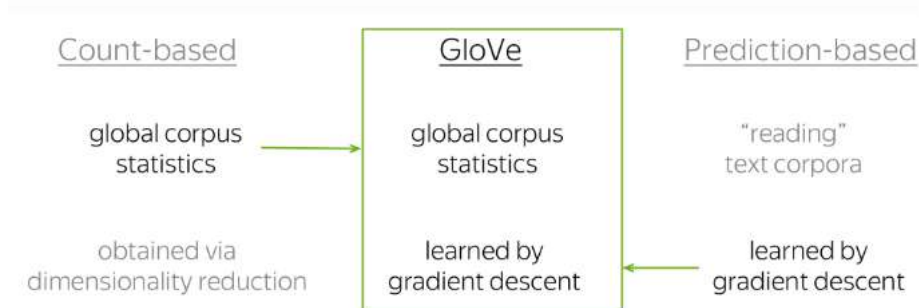 Count-based
GloVe
Prediction-based
global corpus
statistics
global corpus
statistics
“reading”
text corpora
obtained via
dimensionality reduction
learned by
gradient descent
learned by
gradient descent